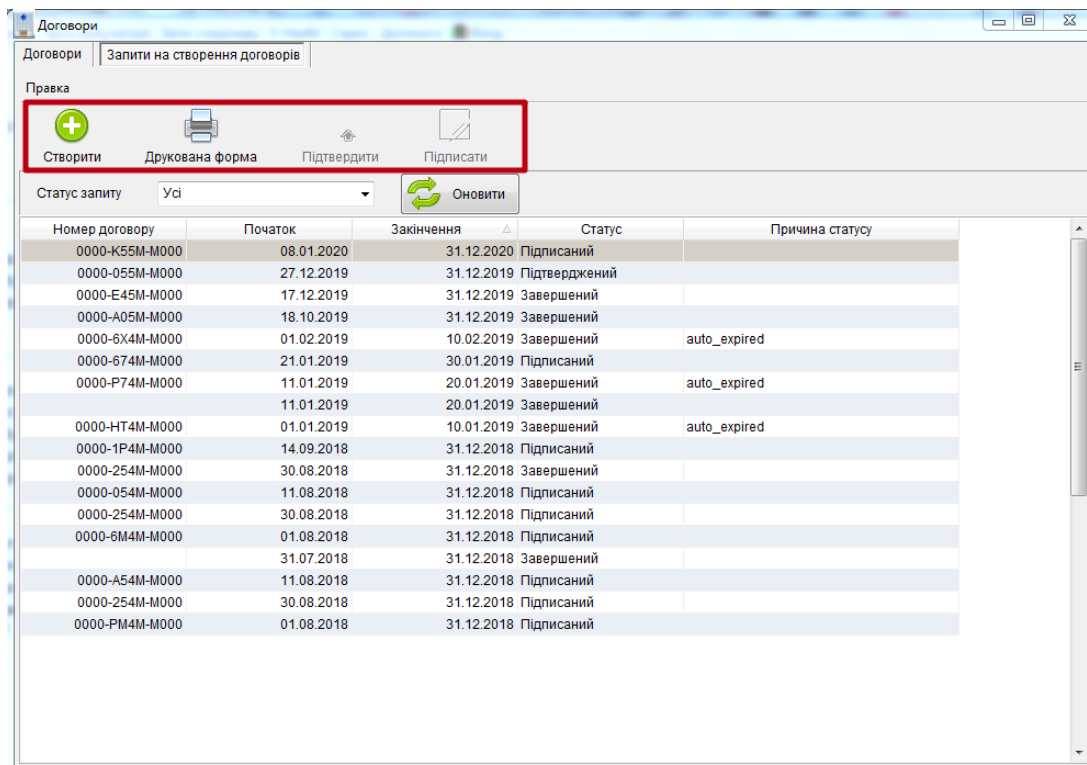 Договори
Договори Запити на створення договорів
Правка
Створити Друкована форма Підтвердити Підписати
Статус запиту Усі Оновити
Номер договору Початок Закінчення Статус Причина статусу
0000-K55M-M000 08.01.2020 31.12.2020 Підписаний
0000-055M-M000 27.12.2019 31.12.2019 Підтверджений
0000-E45M-M000 17.12.2019 31.12.2019 Завершений
0000-A05M-M000 18.10.2019 31.12.2019 Завершений
0000-6X4M-M000 01.02.2019 10.02.2019 Завершений auto_expired
0000-674M-M000 21.01.2019 30.01.2019 Підписаний
0000-P74M-M000 11.01.2019 20.01.2019 Завершений auto_expired
11.01.2019 20.01.2019 Завершений
0000-HT4M-M000 01.01.2019 10.01.2019 Завершений auto_expired
0000-1P4M-M000 14.09.2018 31.12.2018 Підписаний
0000-254M-M000 30.08.2018 31.12.2018 Завершений
0000-054M-M000 11.08.2018 31.12.2018 Підписаний
0000-254M-M000 30.08.2018 31.12.2018 Підписаний
0000-6M4M-M000 01.08.2018 31.12.2018 Підписаний
31.07.2018 31.12.2018 Завершений
0000-A54M-M000 11.08.2018 31.12.2018 Підписаний
0000-254M-M000 30.08.2018 31.12.2018 Підписаний
0000-PM4M-M000 01.08.2018 31.12.2018 Підписаний